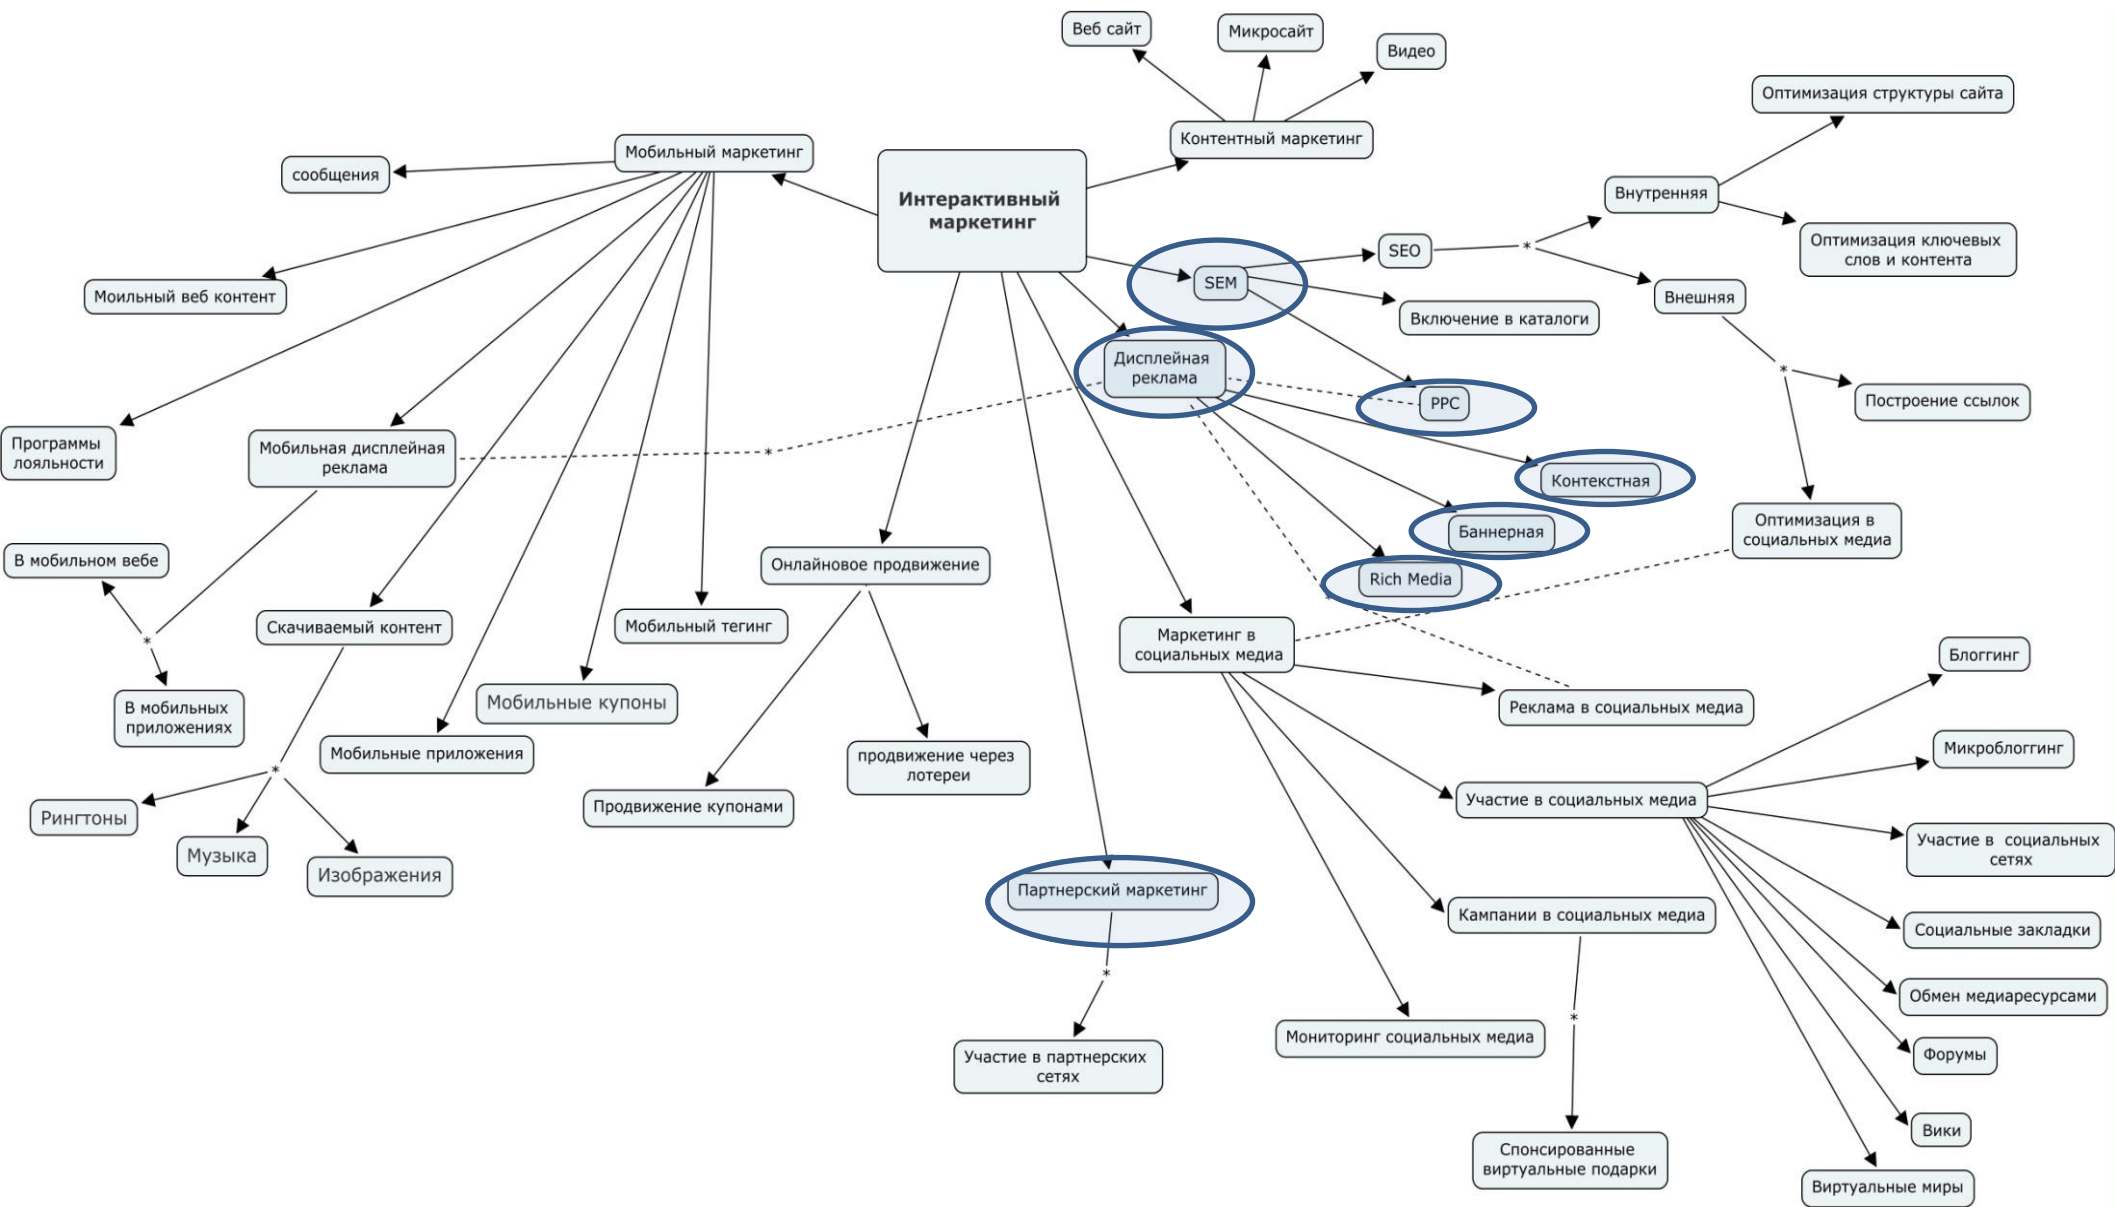 Веб сайт
Микросайт
Видео
Оптимизация структуры сайта
Контентный маркетинг
Мобильный маркетинг
сообщения
Интерактивный
маркетинг
Внутренняя
SEO
*
Оптимизация ключевых
слов и контента
SEM
Моильный веб контент
Внешняя
Включение в каталоги
Дисплейная
реклама
*
PPC
Построение ссылок
Программы
лояльности
Мобильная дисплейная
реклама
*
Контекстная
Баннерная
Оптимизация в
социальных медиа
В мобильном вебе
Онлайновое продвижение
Rich Media
*
*
Скачиваемый контент
Мобильный тегинг
Маркетинг в
социальных медиа
Блоггинг
В мобильных
приложениях
Мобильные купоны
Реклама в социальных медиа
Мобильные приложения
продвижение через
лотереи
Микроблоггинг
*
Рингтоны
Музыка
Изображения
Продвижение купонами
Участие в социальных медиа
Участие в  социальных
сетях
Партнерский маркетинг
Кампании в социальных медиа
Социальные закладки
*
Обмен медиаресурсами
*
Мониторинг социальных медиа
Участие в партнерских
сетях
Форумы
Вики
Спонсированные
виртуальные подарки
Виртуальные миры